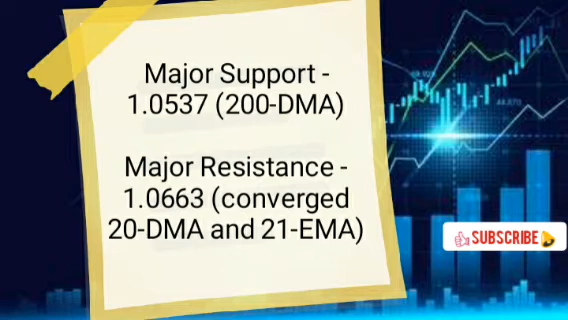 Major Support -
1.0537 (200-DMA)
Major Resistance -
1.0663 (converged
20-DMA and 21-EMA)
SUBSCRIBE